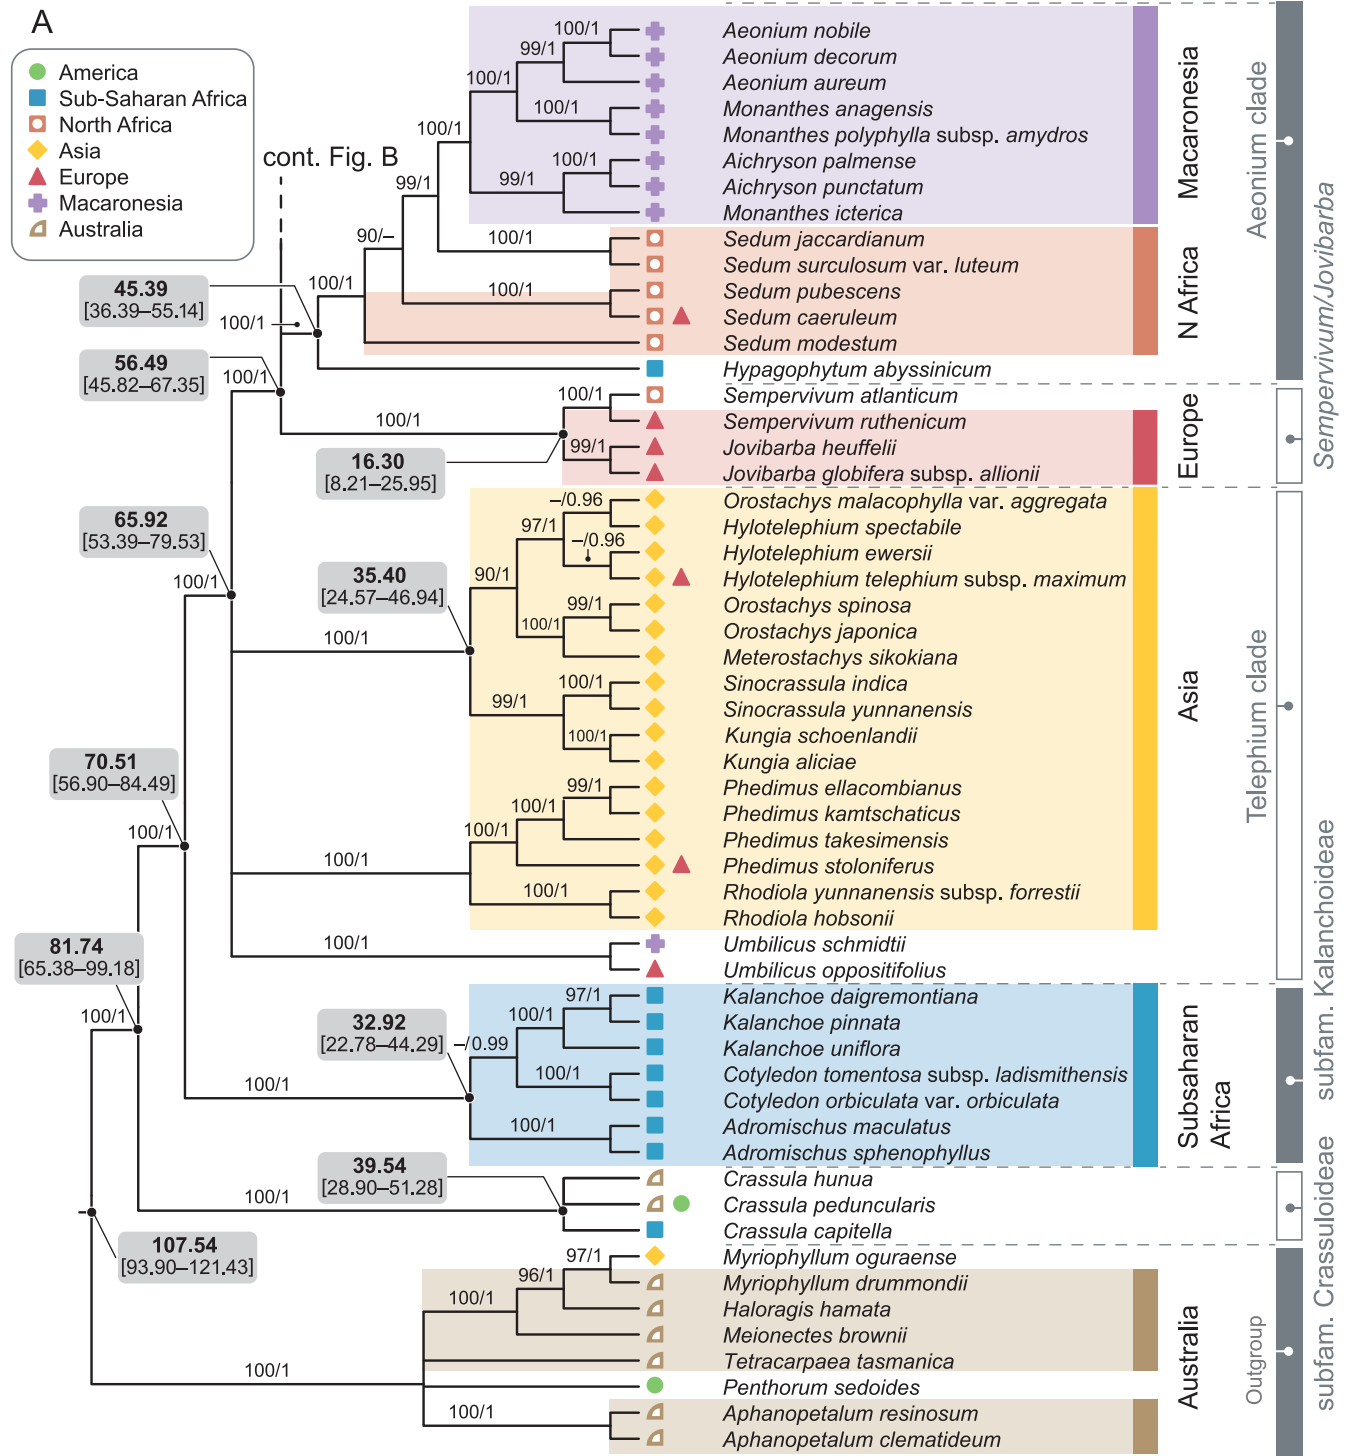 A
America
Sub-Saharan Africa
North Africa
Asia
Europe
Macaronesia
Australia
cont. Fig. B
100/1
99/1
100/1
100/1
100/1
100/1
99/1
100/1
99/1
90/–
100/1
100/1
100/1
100/1
45.39
[36.39–55.14]
56.49
[45.82–67.35]
100/1
100/1
99/1
16.30
[8.21–25.95]
100/1
65.92
[53.39–79.53]
100/1
–/0.96
97/1
–/0.96
90/1
35.40
[24.57–46.94]
99/1
100/1
100/1
100/1
99/1
100/1
70.51
[56.90–84.49]
99/1
100/1
100/1
100/1
100/1
100/1
81.74
[65.38–99.18]
100/1
100/1
97/1
100/1
–/0.99
100/1
32.92
[22.78–44.29]
100/1
100/1
39.54
[28.90–51.28]
100/1
107.54
[93.90–121.43]
97/1
96/1
100/1
100/1
100/1
Aeonium nobile
Aeonium decorum
Aeonium aureum
Monanthes anagensis
Monanthes polyphylla subsp. amydros
Aichryson palmense
Aichryson punctatum
Monanthes icterica
Sedum jaccardianum
Sedum surculosum var. luteum
Sedum pubescens
Sedum caeruleum
Sedum modestum
Hypagophytum abyssinicum
Sempervivum atlanticum
Sempervivum ruthenicum
Jovibarba heuffelii
Jovibarba globifera subsp. allionii
Orostachys malacophylla var. aggregata
Hylotelephium spectabile
Hylotelephium ewersii
Hylotelephium telephium subsp. maximum
Orostachys spinosa
Orostachys japonica
Meterostachys sikokiana
Sinocrassula indica
Sinocrassula yunnanensis
Kungia schoenlandii
Kungia aliciae
Phedimus ellacombianus
Phedimus kamtschaticus
Phedimus takesimensis
Phedimus stoloniferus
Rhodiola yunnanensis subsp. forrestii
Rhodiola hobsonii
Umbilicus schmidtii
Umbilicus oppositifolius
Kalanchoe daigremontiana
Kalanchoe pinnata
Kalanchoe uniflora
Cotyledon tomentosa subsp. ladismithensis
Cotyledon orbiculata var. orbiculata
Adromischus maculatus
Adromischus sphenophyllus
Crassula hunua
Crassula peduncularis
Crassula capitella
Myriophyllum oguraense
Myriophyllum drummondii
Haloragis hamata
Meionectes brownii
Tetracarpaea tasmanica
Penthorum sedoides
Aphanopetalum resinosum
Aphanopetalum clematideum
Macaronesia
N Africa
Europe
Asia
Subsaharan
Africa
Australia
Aeonium clade
Telephium clade
Outgroup
Sempervivum/Jovibarba
subfam. Kalanchoideae
subfam. Crassuloideae